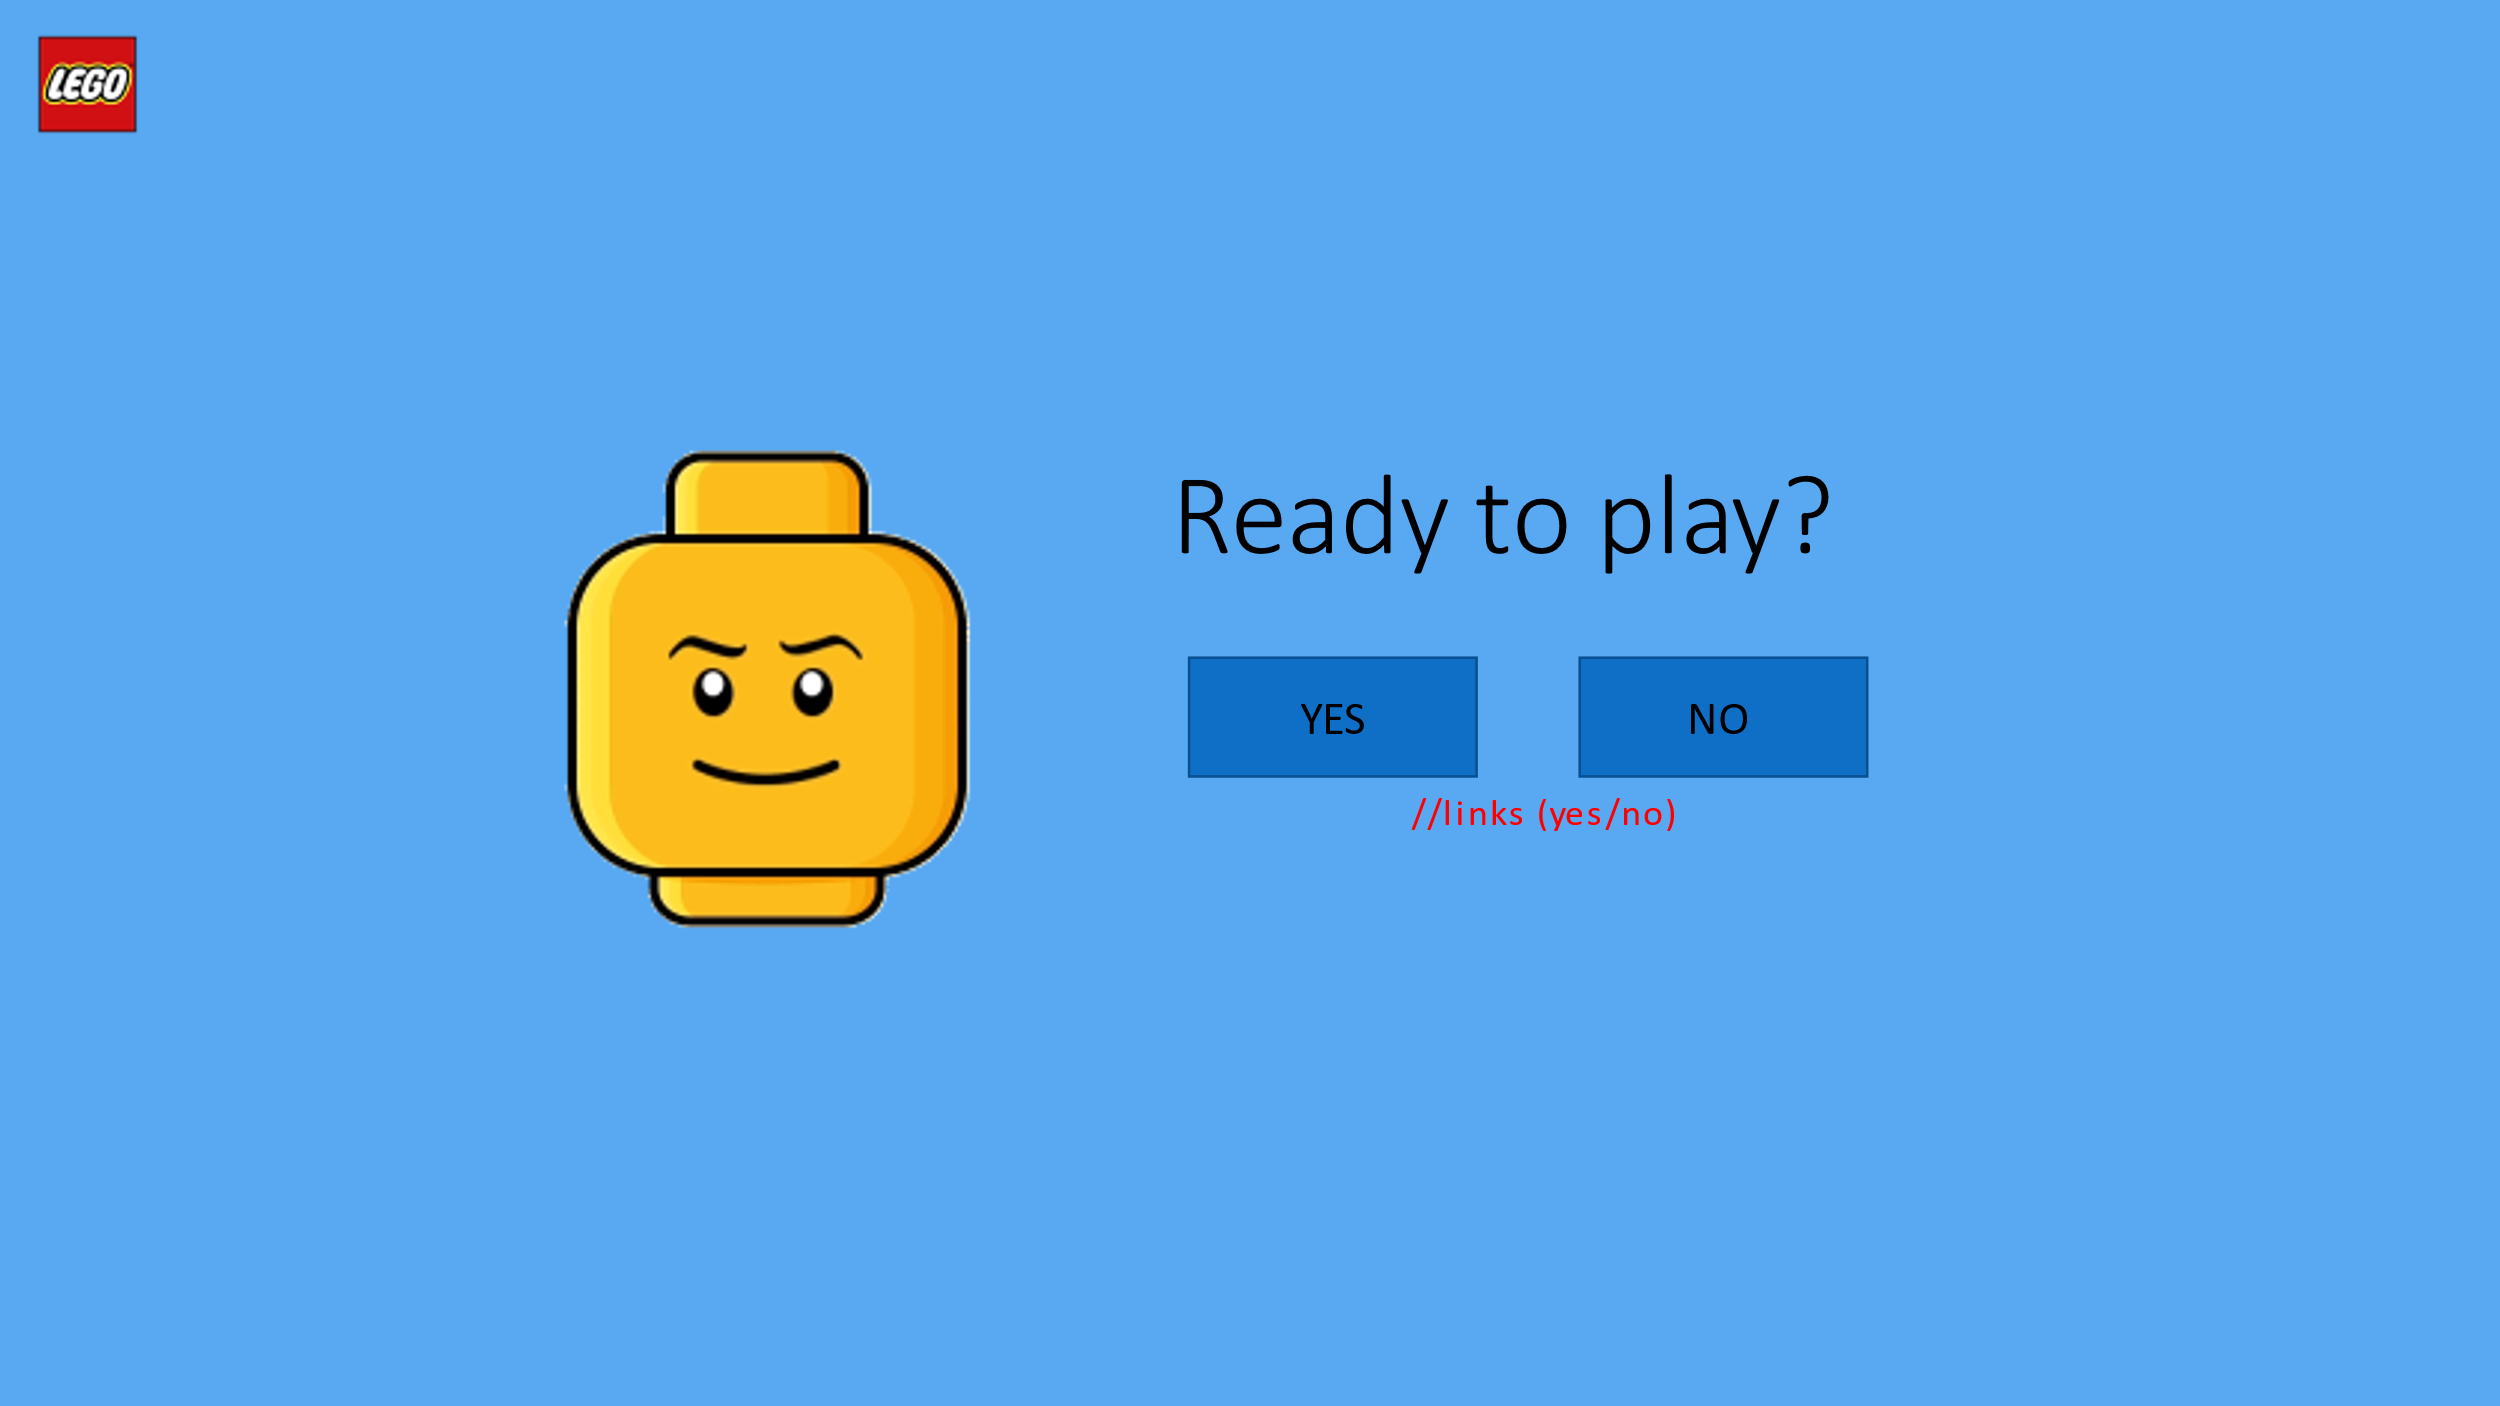 LEGO
Ready to play?
YES
NO
//links (yes/no)